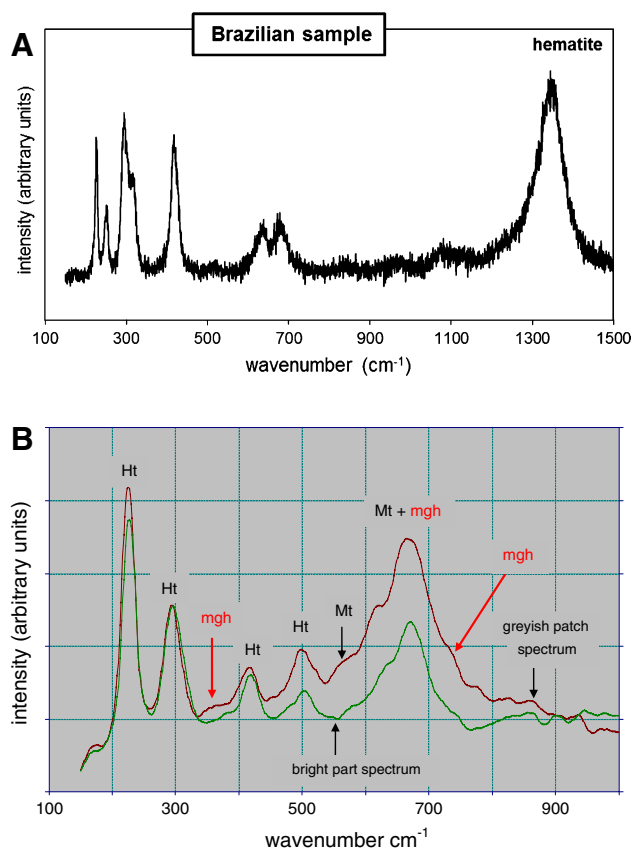 A
Brazilian sample
hematite
intensity (arbitrary units)
100 300 500 700 900 1100 1300 1500
wavenumber (cm-1)
B
Ht
Mt + mgh
mgh
Ht
mgh
Mt
greyish patch
spectrum
Ht
Ht
bright part spectrum
intensity (arbitrary units)
100 300 500 700 900
wavenumber cm-1